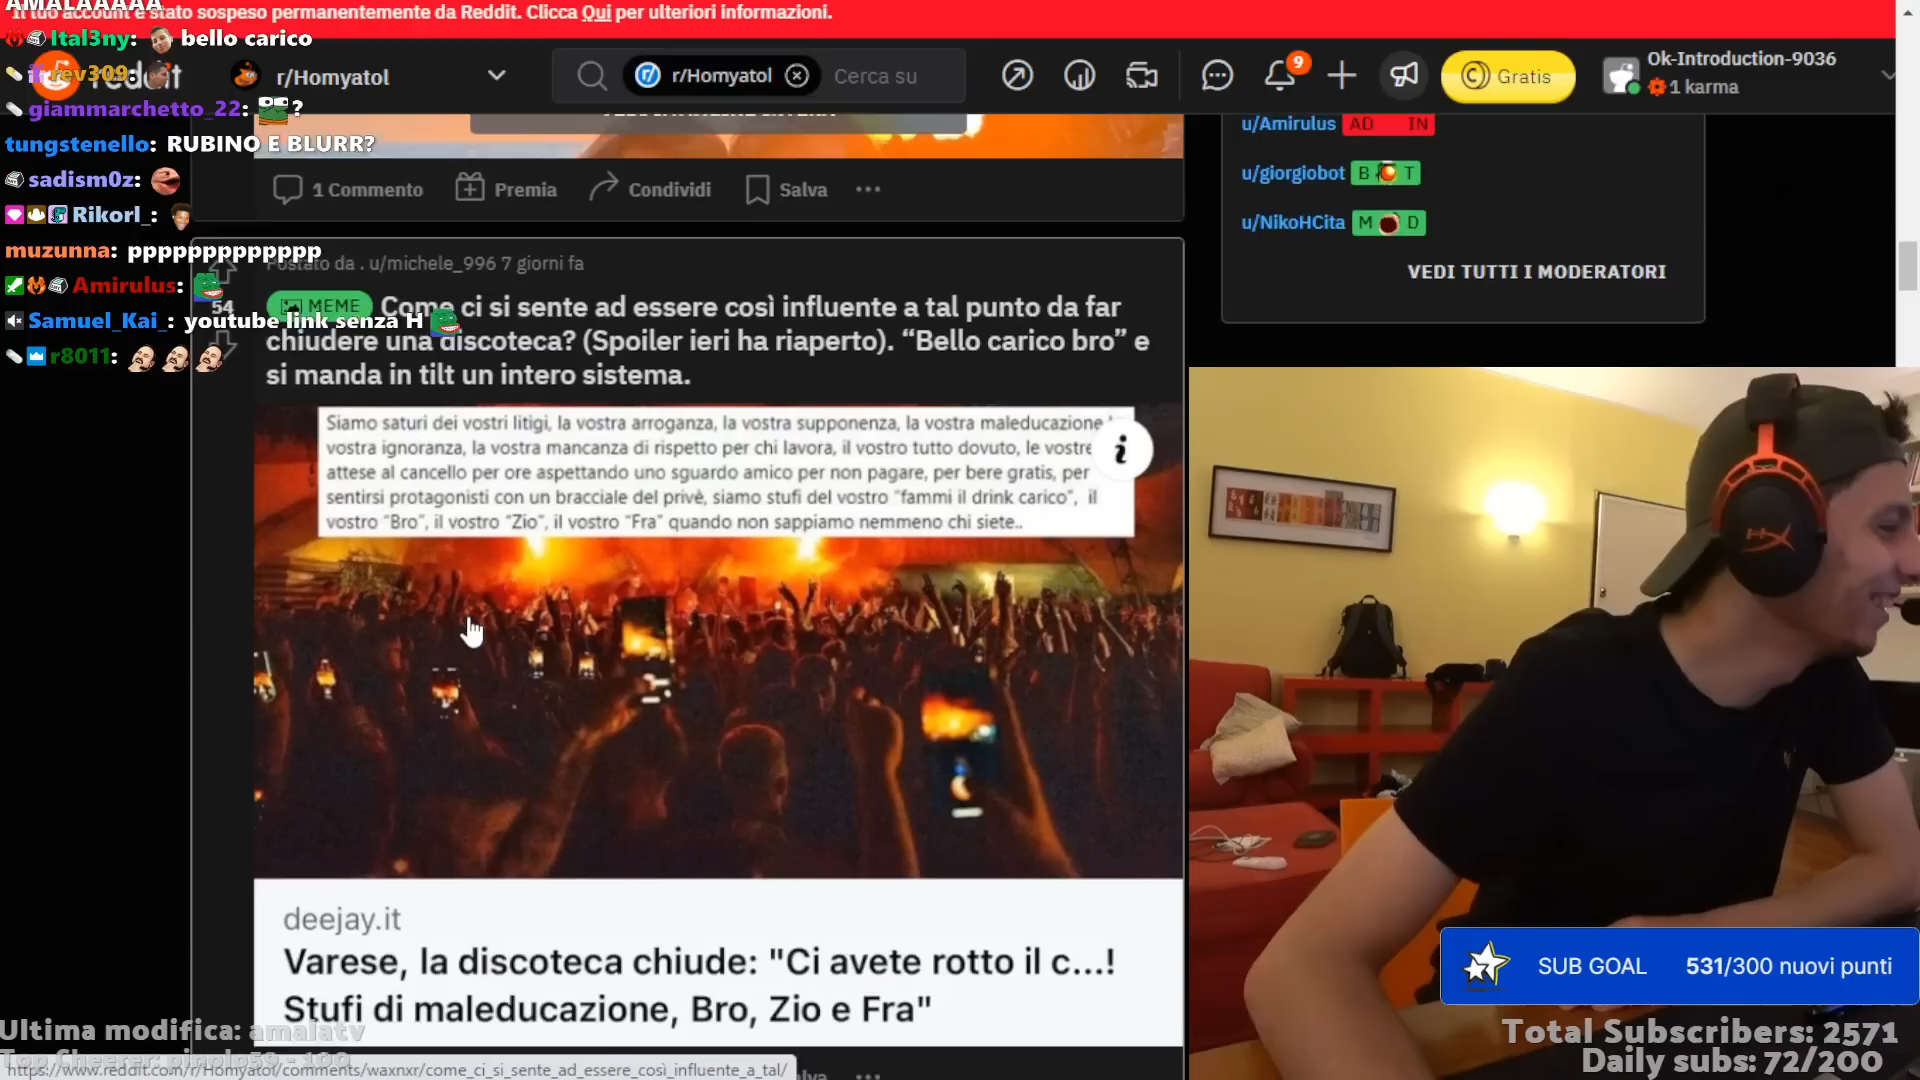 AMALAAAAA
Il tuo account è stato sospeso permanentemente da Reddit. Clicca Qui per ulteriori informazioni.
Ital3ny: bello carico
rev309:
reddit
r/Homyatol
r/Homyatol
Cerca su
9
Gratis
Ok-Introduction-9036
1 karma
giammarchetto_22: ?
tungstenello: RUBINO E BLURR?
sadism0z:
Rikorl_:
muzunna: ppppppppppppp
Amirulus:
Samuel_Kai_: youtube link senza H
r8011:
1 Commento
Premia
Condividi
Salva
u/Amirulus AD IN
u/giorgiobot B T
u/NikoHCita M D
VEDI TUTTI I MODERATORI
Postato da . u/michele_996 7 giorni fa
54
MEME Come ci si sente ad essere così influente a tal punto da far
chiudere una discoteca? (Spoiler ieri ha riaperto). “Bello carico bro” e
si manda in tilt un intero sistema.
Siamo saturi dei vostri litigi, la vostra arroganza, la vostra supponenza, la vostra maleducazione
vostra ignoranza, la vostra mancanza di rispetto per chi lavora, il vostro tutto dovuto, le vostre
attese al cancello per ore aspettando uno sguardo amico per non pagare, per bere gratis, per
sentirsi protagonisti con un bracciale del privè, siamo stufi del vostro “fammi il drink carico”, il
vostro “Bro”, il vostro “Zio”, il vostro “Fra” quando non sappiamo nemmeno chi siete..
i
deejay.it
Varese, la discoteca chiude: "Ci avete rotto il c...!
Stufi di maleducazione, Bro, Zio e Fra"
SUB GOAL 531/300 nuovi punti
Ultima modifica: amalatv
Total Subscribers: 2571
Daily subs: 72/200
https://www.reddit.com/r/Homyatol/comments/waxnxr/come_ci_si_sente_ad_essere_così_influente_a_tal/